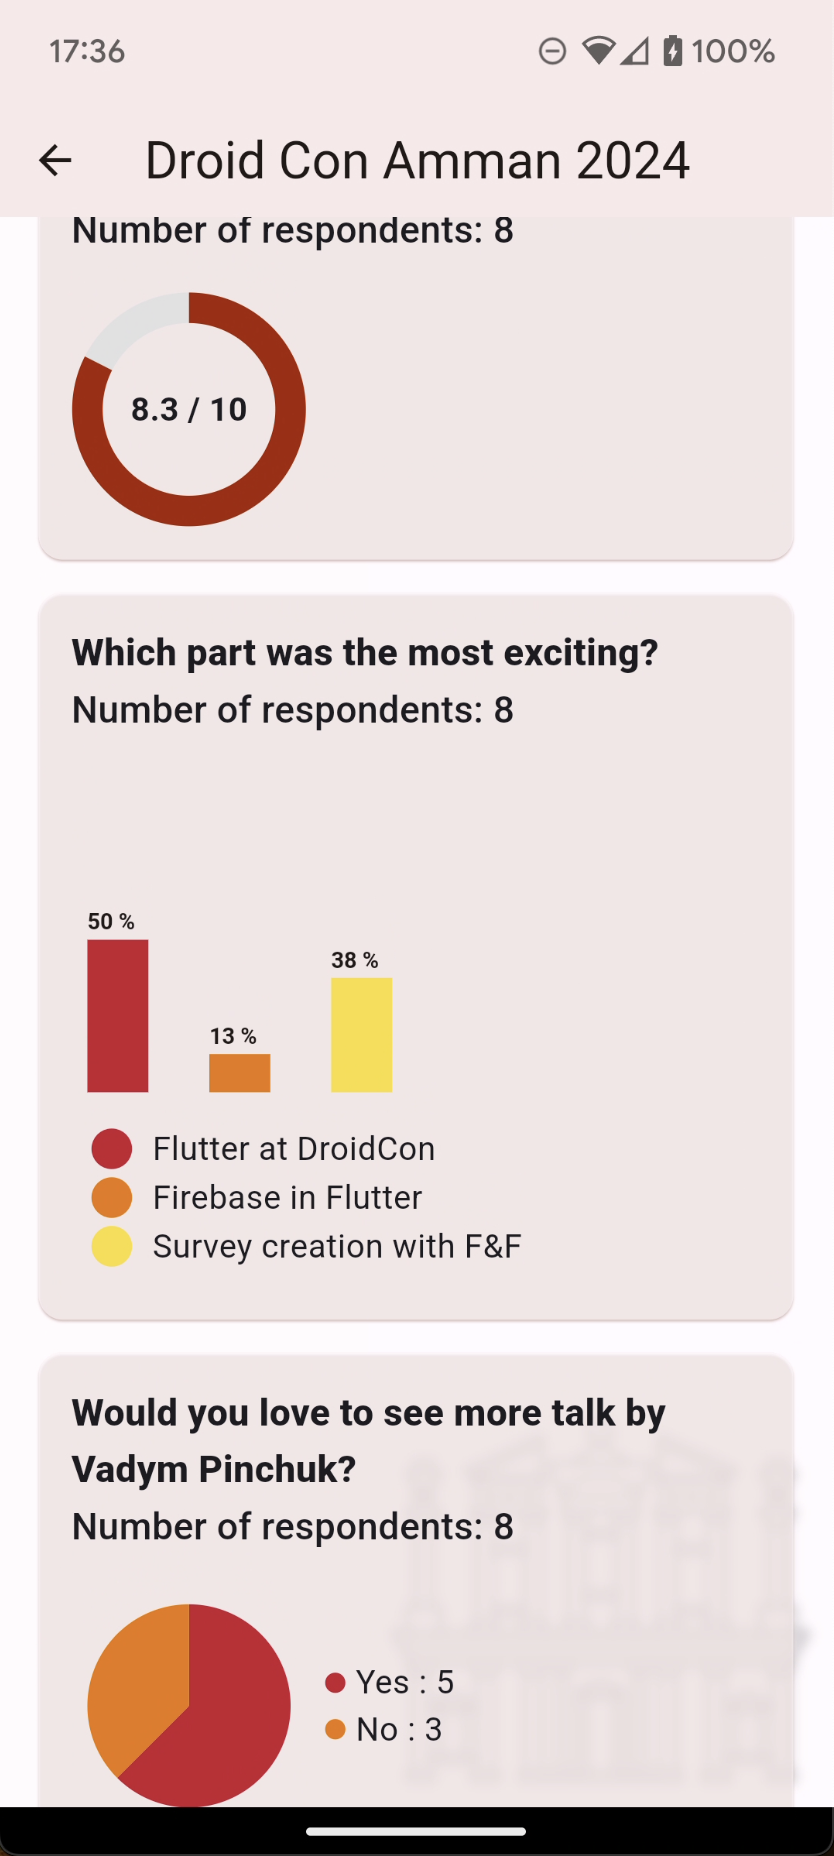 17:36
100%
Droid Con Amman 2024
Number of respondents: 8
8.3 / 10
Which part was the most exciting?
Number of respondents: 8
50 %
38 %
13 %
Flutter at DroidCon
Firebase in Flutter
Survey creation with F&F
Would you love to see more talk by
Vadym Pinchuk?
Number of respondents: 8
Yes : 5
No : 3